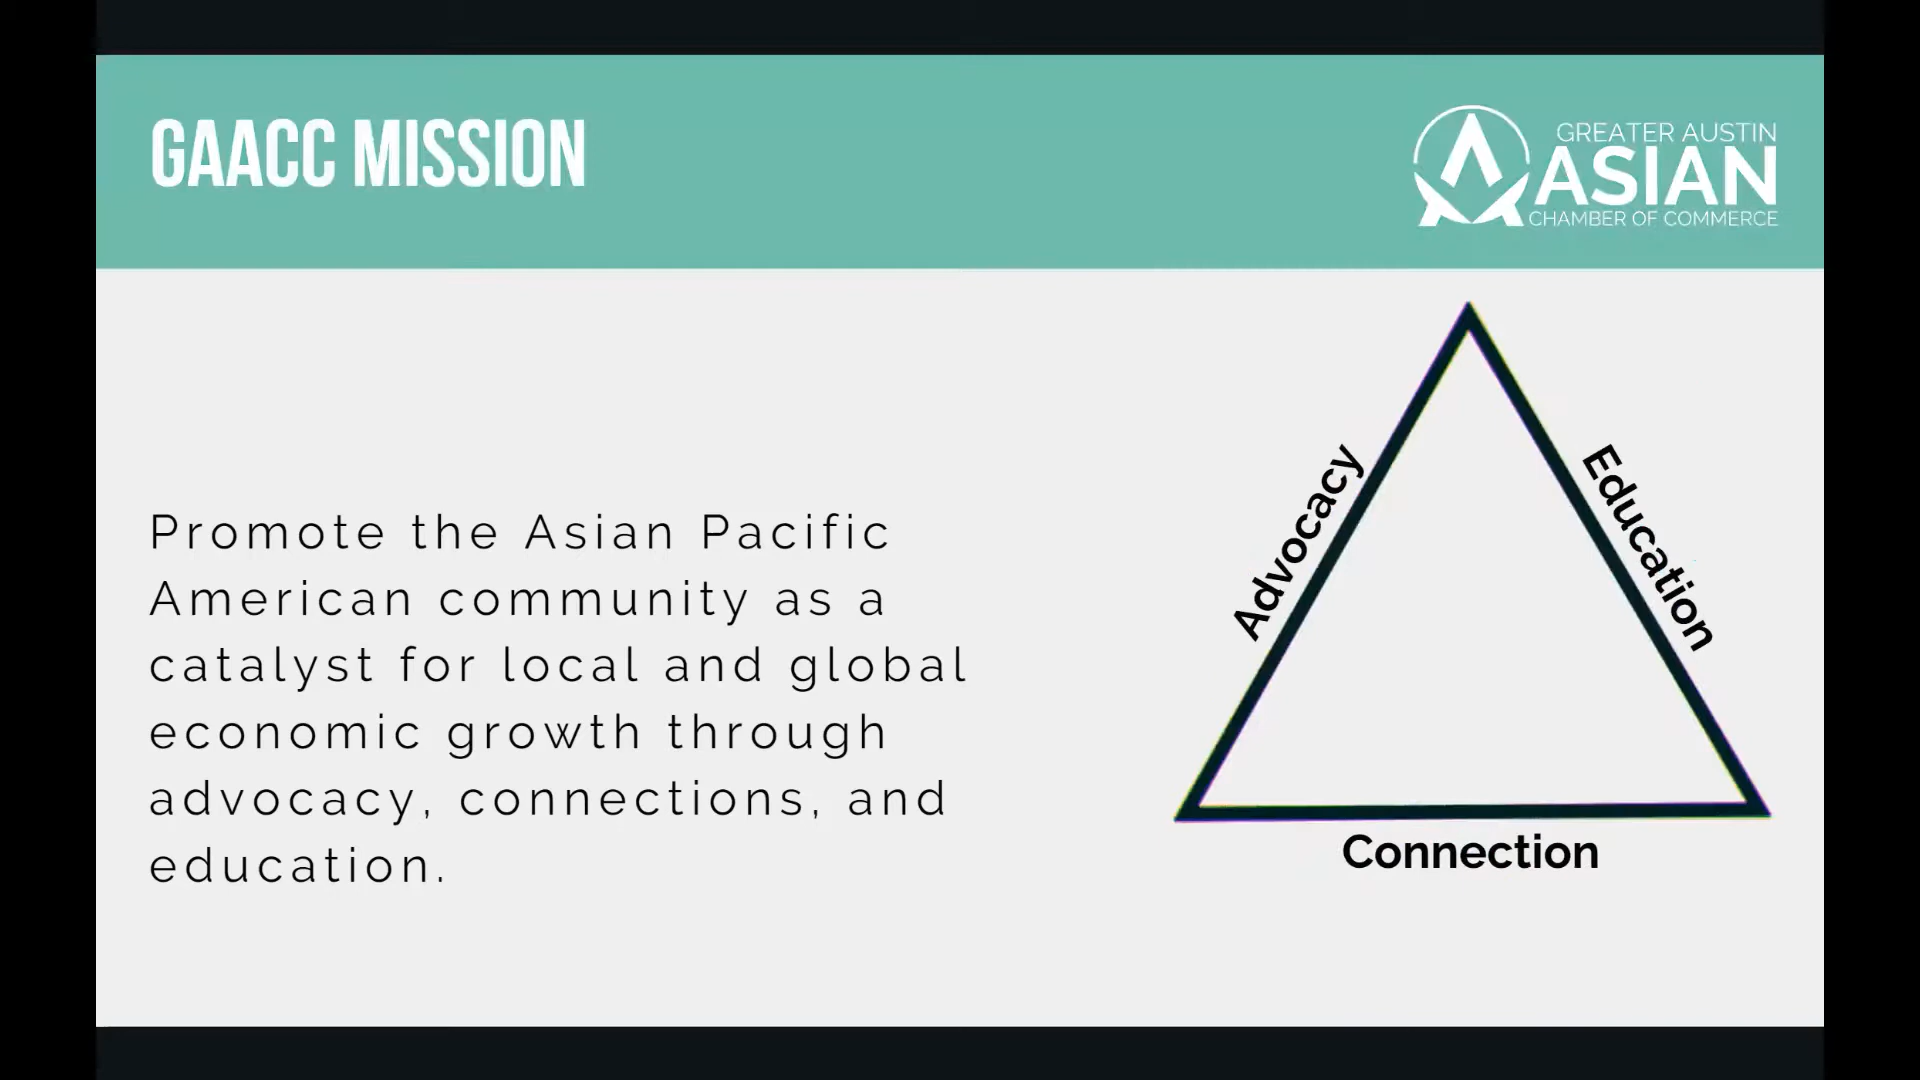 GAACC MISSION
GREATER AUSTIN
ASIAN
CHAMBER OF COMMERCE
Promote the Asian Pacific
American community as a
catalyst for local and global
economic growth through
advocacy, connections, and
education.
Advocacy
Education
Connection